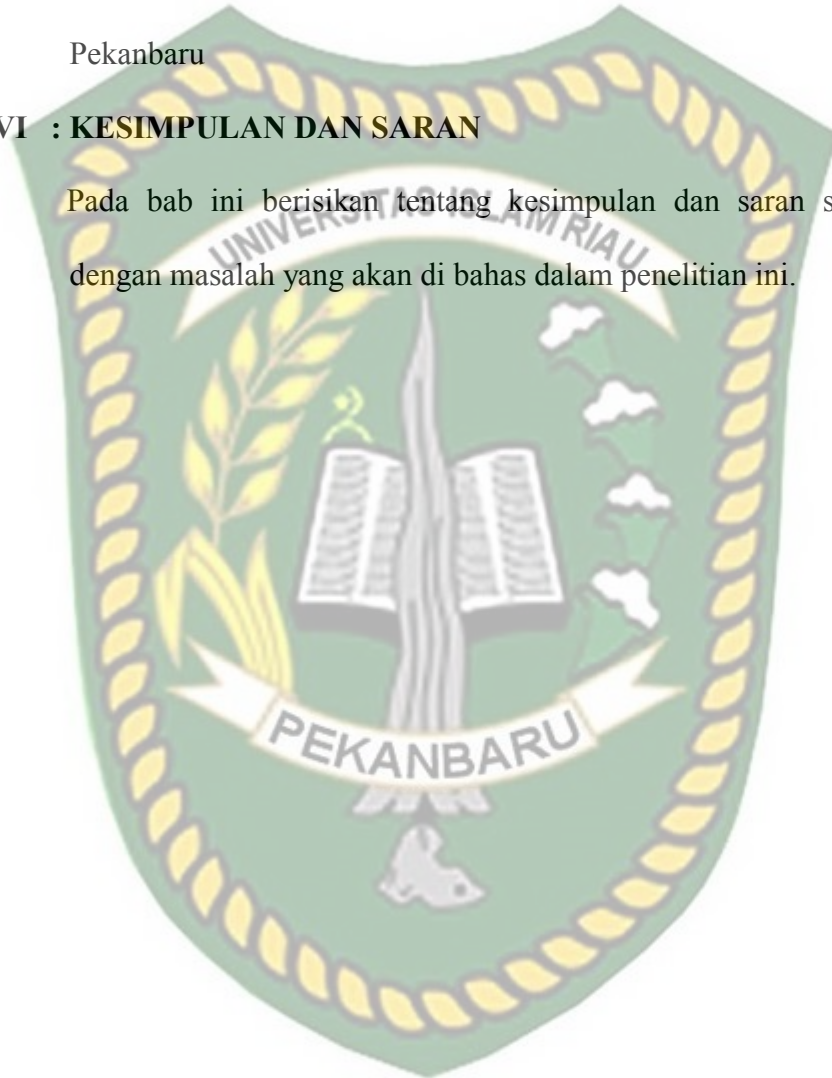 Pekanbaru
VI : KESIMPULAN DAN SARAN
Pada bab ini berisikan tentang kesimpulan dan saran
dengan masalah yang akan di bahas dalam penelitian ini.
UNIVERSITAS ISLAM RIAU
PEKANBARU